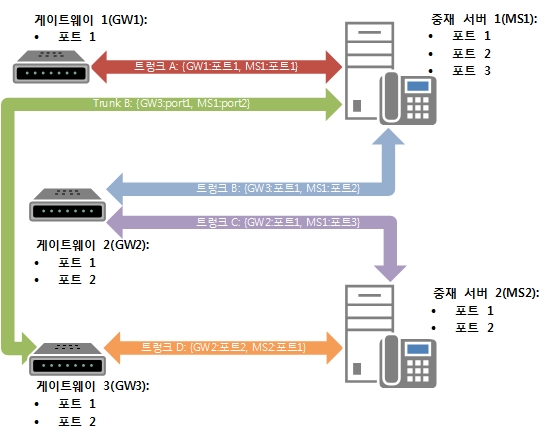 게이트웨이 1(GW1):
• 포트 1
중재 서버 1(MS1):
• 포트 1
• 포트 2
• 포트 3
트렁크 A: {GW1:포트1, MS1:포트1}
Trunk B: {GW3:port1, MS1:port2}
트렁크 B: {GW3:포트1, MS1:포트2}
트렁크 C: {GW2:포트1, MS1:포트3}
게이트웨이 2(GW2):
• 포트 1
• 포트 2
중재 서버 2(MS2):
• 포트 1
• 포트 2
트렁크 D: {GW2:포트2, MS2:포트1}
게이트웨이 3(GW3):
• 포트 1
• 포트 2